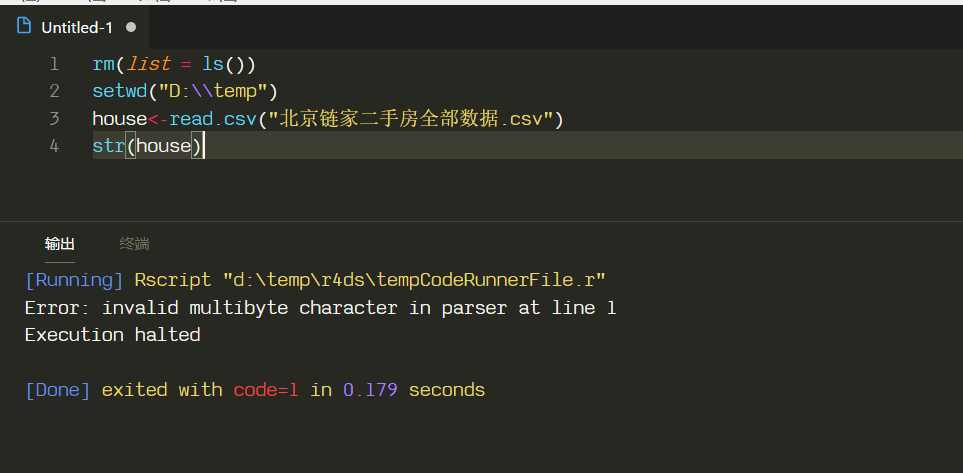 Untitled-1
1 rm(list = ls())
2 setwd("D:\\temp")
3 house<-read.csv("北京链家二手房全部数据.csv")
4 str(house)
输出 终端
[Running] Rscript "d:\temp\r4ds\tempCodeRunnerFile.r"
Error: invalid multibyte character in parser at line 1
Execution halted
[Done] exited with code=1 in 0.179 seconds